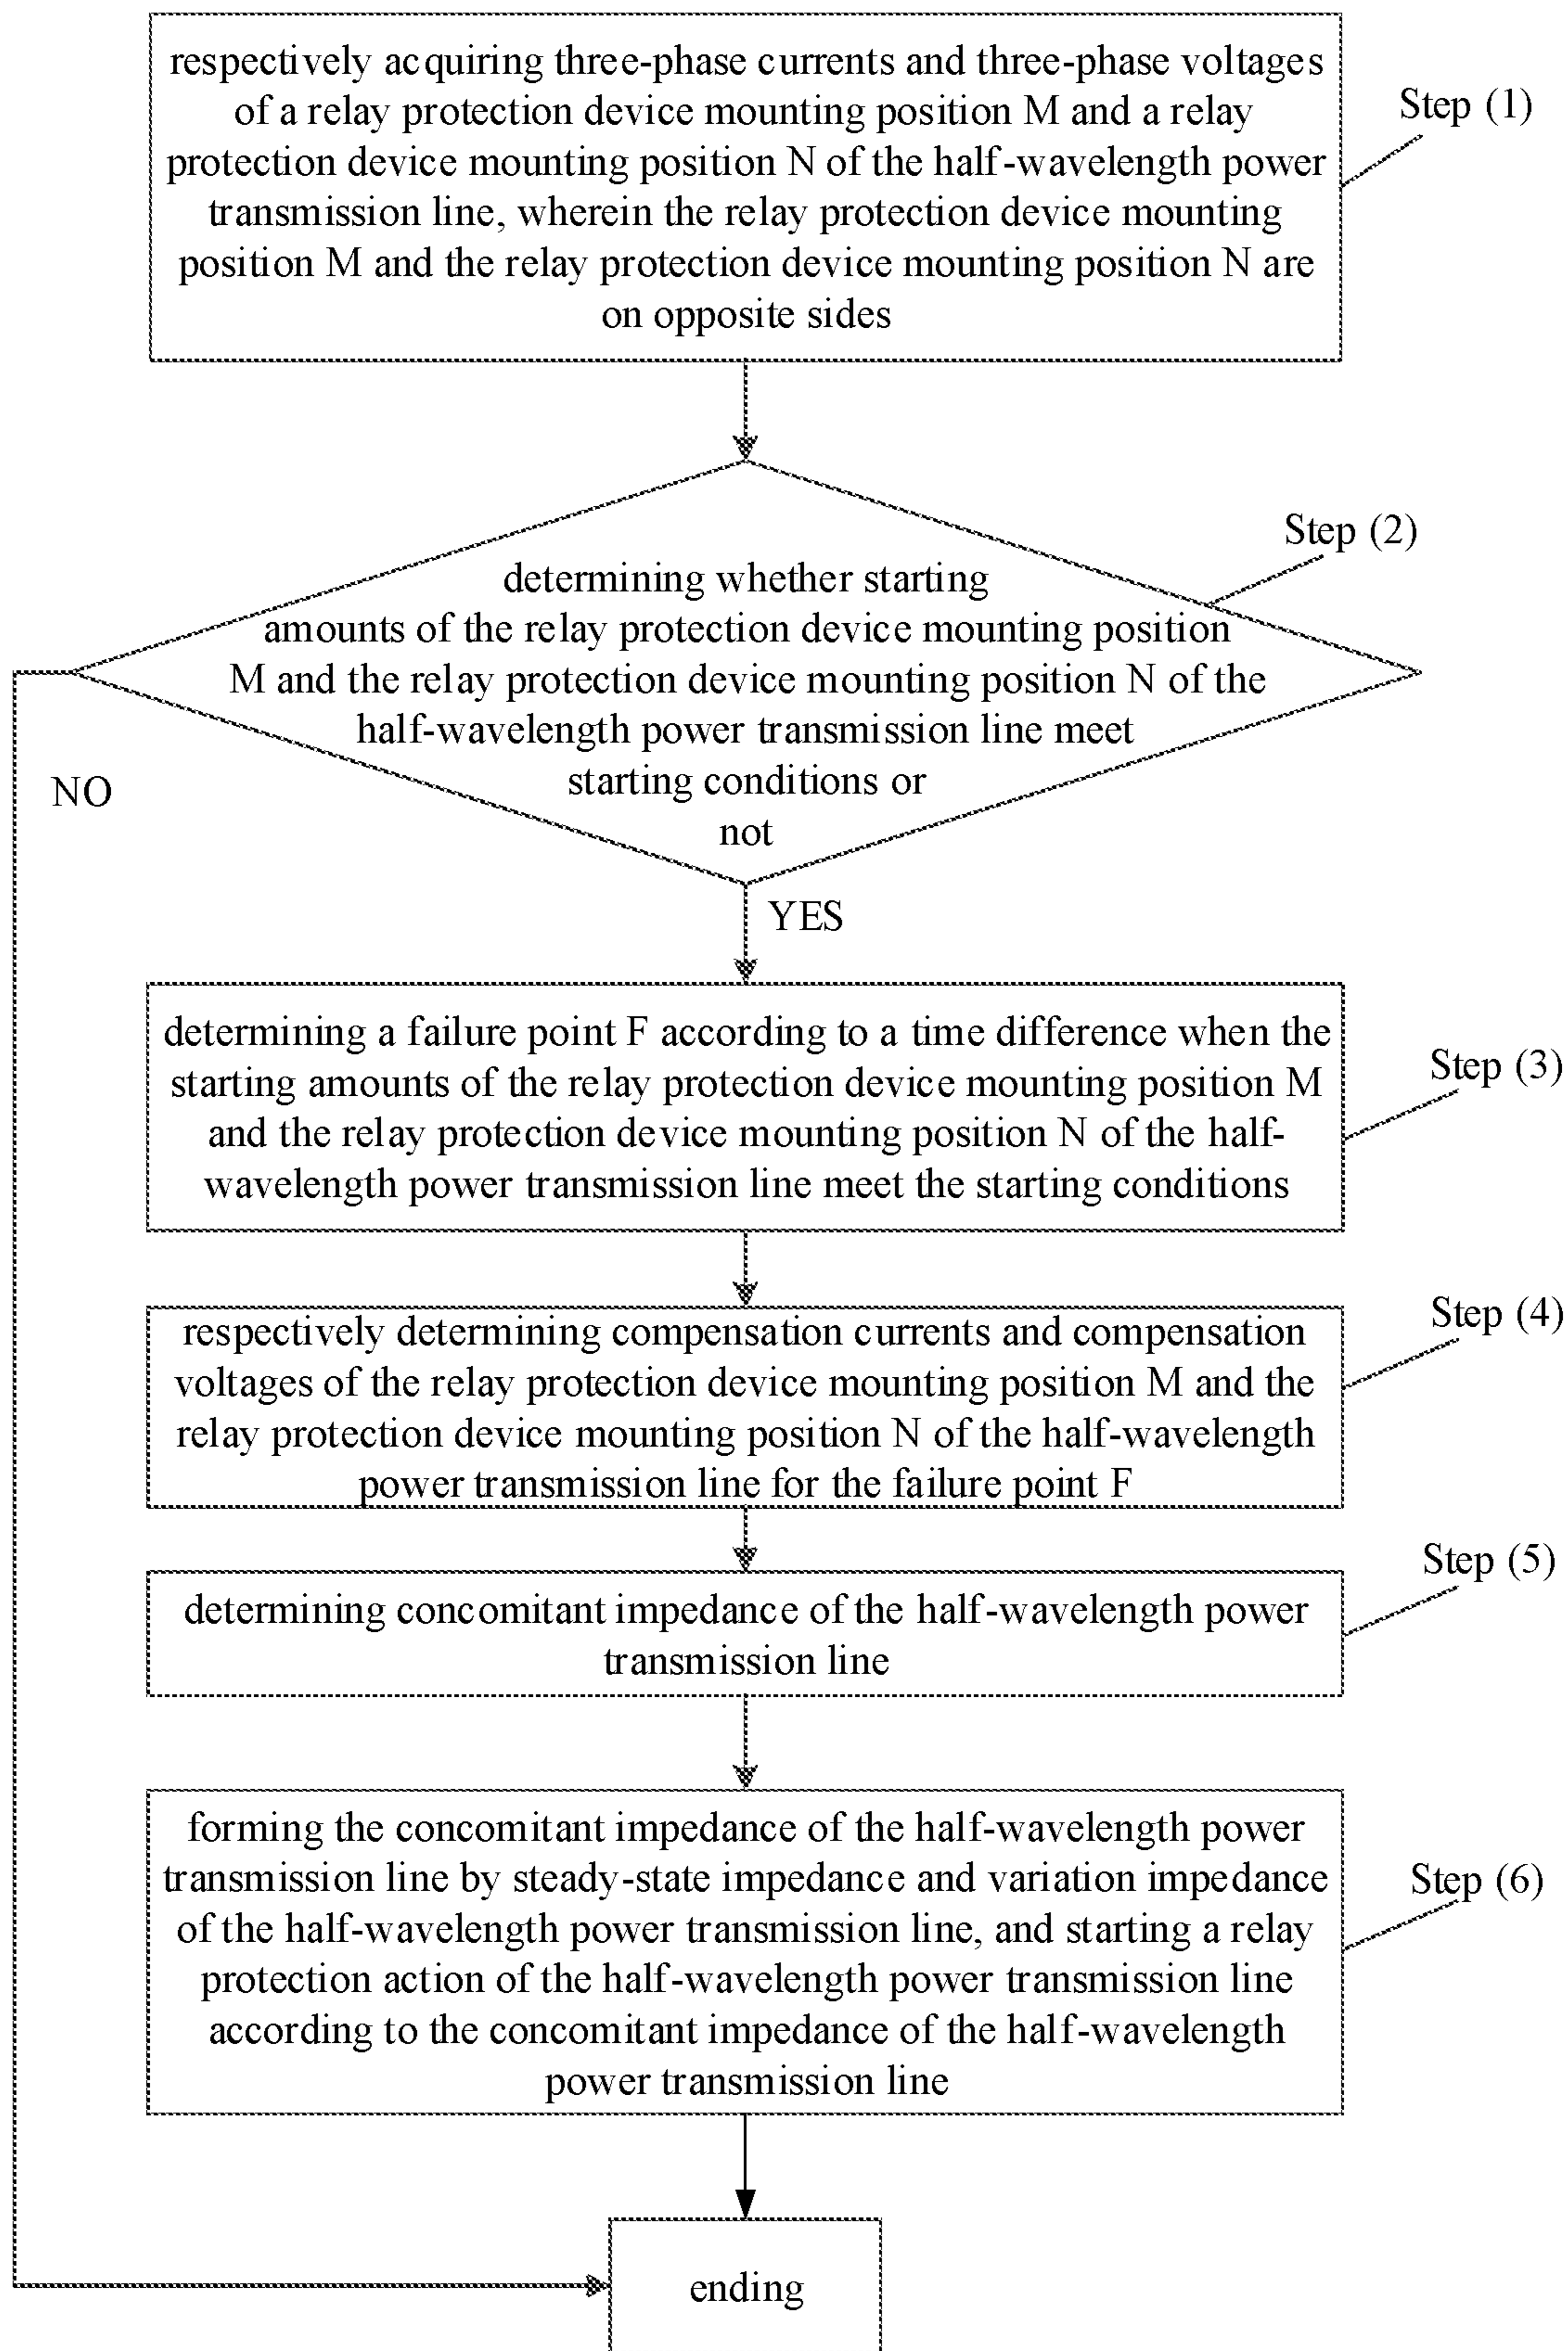 respectively acquiring three-phase currents and three-phase voltages
of a relay protection device mounting position M and a relay
protection device mounting position N of the half-wavelength power
transmission line, wherein the relay protection device mounting
position M and the relay protection device mounting position N are
on opposite sides
Step (1)
Step (2)
determining whether starting
amounts of the relay protection device mounting position
M and the relay protection device mounting position N of the
half-wavelength power transmission line meet
starting conditions or
not
NO
YES
determining a failure point F according to a time difference when the
starting amounts of the relay protection device mounting position M
and the relay protection device mounting position N of the half-
wavelength power transmission line meet the starting conditions
Step (3)
respectively determining compensation currents and compensation
voltages of the relay protection device mounting position M and the
relay protection device mounting position N of the half-wavelength
power transmission line for the failure point F
Step (4)
determining concomitant impedance of the half-wavelength power
transmission line
Step (5)
forming the concomitant impedance of the half-wavelength power
transmission line by steady-state impedance and variation impedance
of the half-wavelength power transmission line, and starting a relay
protection action of the half-wavelength power transmission line
according to the concomitant impedance of the half-wavelength
power transmission line
Step (6)
ending